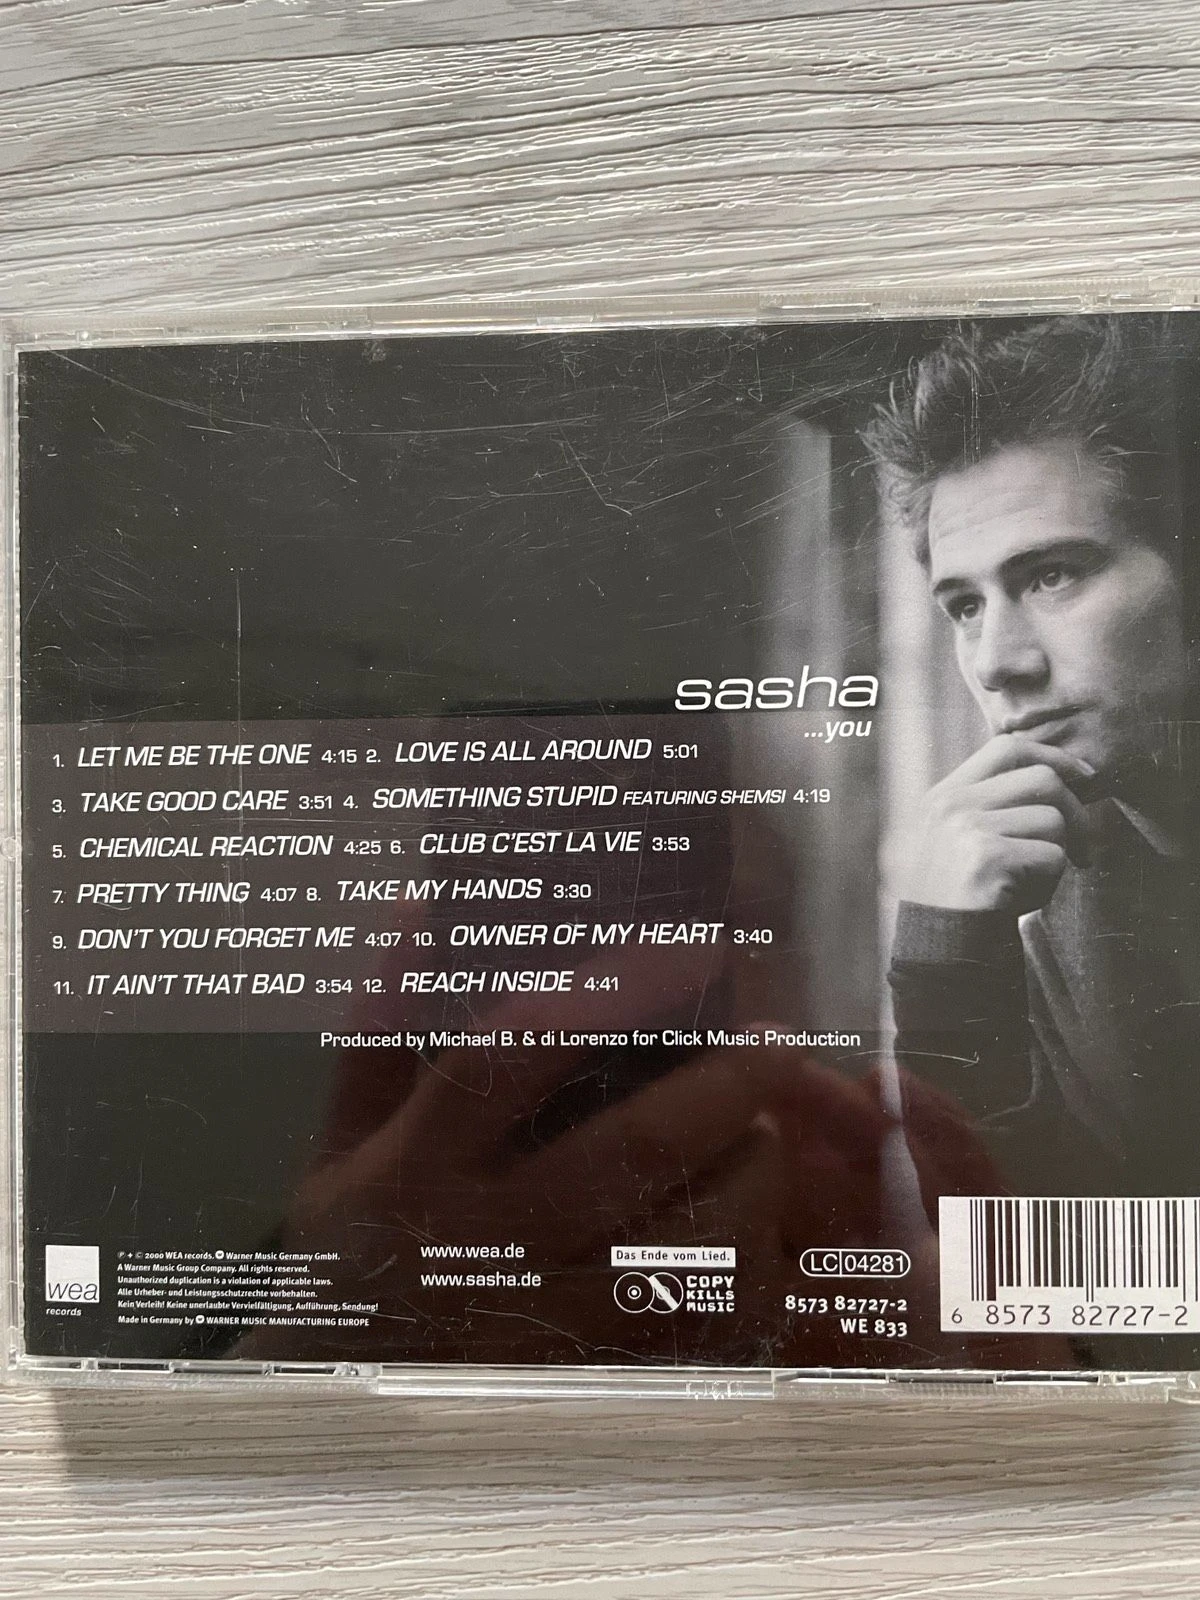 sasha
...you
1. LET ME BE THE ONE 4:15 2. LOVE IS ALL AROUND 5:01
3. TAKE GOOD CARE 3:51 4. SOMETHING STUPID FEATURING SHEMSI 4:19
5. CHEMICAL REACTION 4:25 6. CLUB C'EST LA VIE 3:53
7. PRETTY THING 4:07 8. TAKE MY HANDS 3:30
9. DON'T YOU FORGET ME 4:07 10. OWNER OF MY HEART 3:40
11. IT AIN'T THAT BAD 3:54 12. REACH INSIDE 4:41
Produced by Michael B. & di Lorenzo for Click Music Production
wea
records
℗ + © 2000 WEA records. Warner Music Germany GmbH.
A Warner Music Group Company. All rights reserved.
Unauthorized duplication is a violation of applicable laws.
Alle Urheber- und Leistungsschutzrechte vorbehalten.
Kein Verleih! Keine unerlaubte Vervielfältigung, Aufführung, Sendung!
Made in Germany by WARNER MUSIC MANUFACTURING EUROPE
www.wea.de
www.sasha.de
Das Ende vom Lied.
COPY
KILLS
MUSIC
LC 04281
8573 82727-2
WE 833
6 8573 82727-2